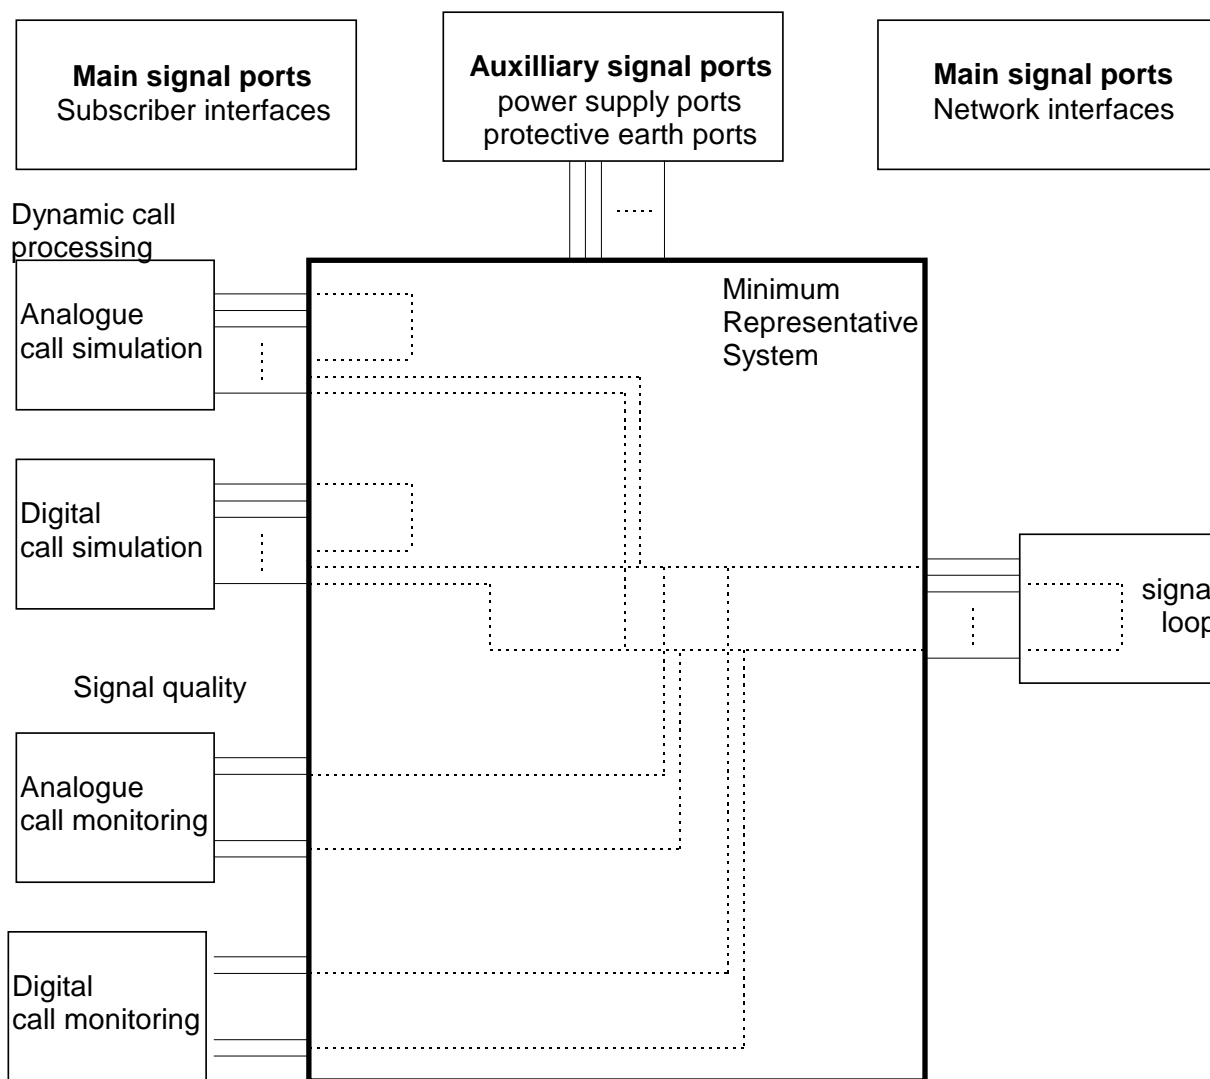 Main signal ports
Subscriber interfaces
Auxilliary signal ports
power supply ports
protective earth ports
Main signal ports
Network interfaces
Dynamic call
processing
Analogue
call simulation
Minimum
Representative
System
Digital
call simulation
signa
loop
Signal quality
Analogue
call monitoring
Digital
call monitoring